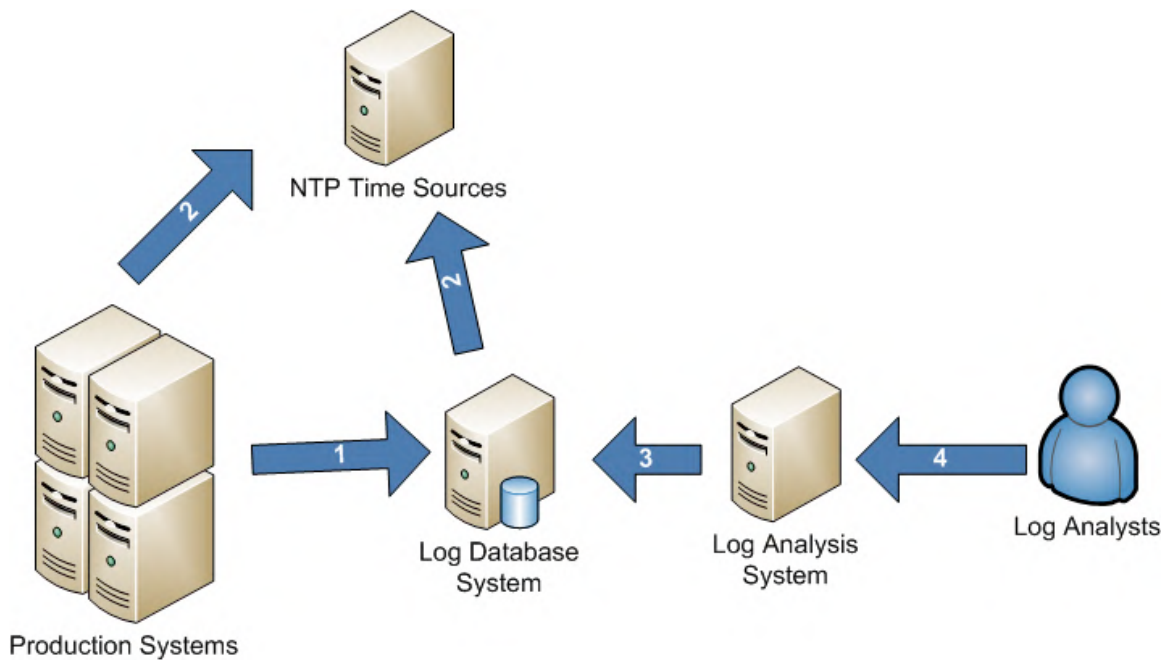 NTP Time Sources
2
2
1
3
4
Log Database
System
Log Analysis
System
Log Analysts
Production Systems